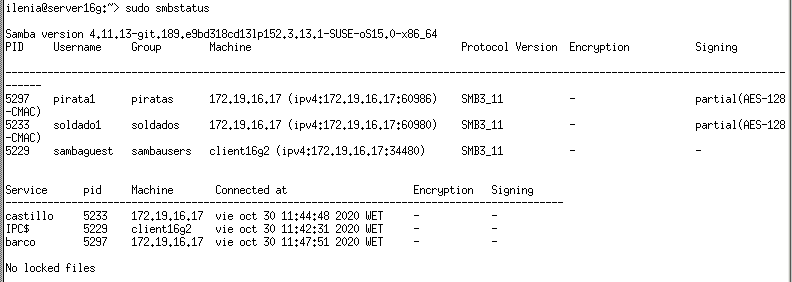 ilenia@server16g:~> sudo smbstatus
Samba version 4.11.13-git.189.e9bd318cd13lp152.3.13.1-SUSE-oS15.0-x86_64
PID     Username     Group        Machine                                   Protocol Version  Encryption           Signing
----------------------------------------------------------------------------------------------------------------------------------
------
5297    pirata1      piratas      172.19.16.17 (ipv4:172.19.16.17:60986)    SMB3_11           -                    partial(AES-128
-CMAC)
5233    soldado1     soldados     172.19.16.17 (ipv4:172.19.16.17:60980)    SMB3_11           -                    partial(AES-128
-CMAC)
5229    sambaguest   sambausers   client16g2 (ipv4:172.19.16.17:34480)      SMB3_11           -                    -
Service      pid     Machine       Connected at                     Encryption   Signing
---------------------------------------------------------------------------------------------
castillo     5233    172.19.16.17  vie oct 30 11:44:48 2020 WET     -            -
IPC$         5229    client16g2    vie oct 30 11:42:31 2020 WET     -            -
barco        5297    172.19.16.17  vie oct 30 11:47:51 2020 WET     -            -
No locked files